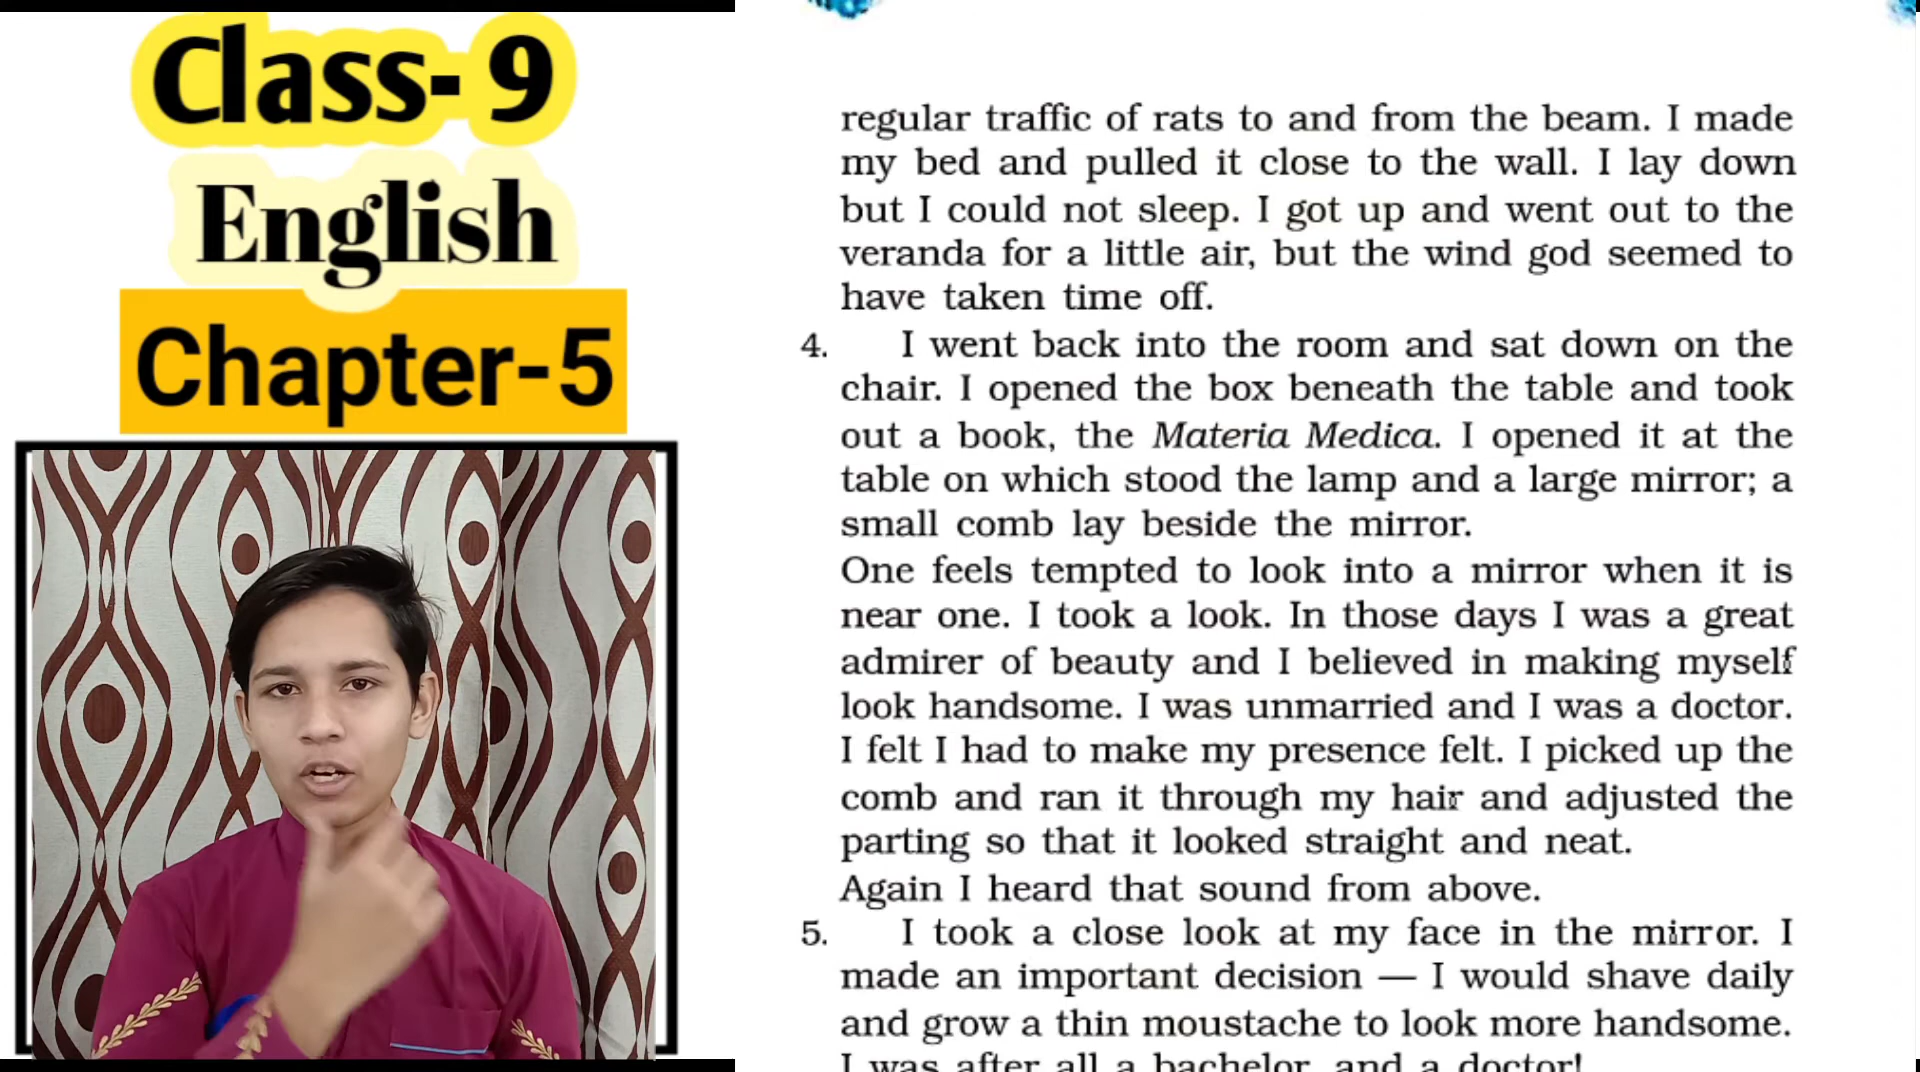 Class- 9
English
Chapter-5
regular traffic of rats to and from the beam. I made
my bed and pulled it close to the wall. I lay down
but I could not sleep. I got up and went out to the
veranda for a little air, but the wind god seemed to
have taken time off.
4. I went back into the room and sat down on the
chair. I opened the box beneath the table and took
out a book, the Materia Medica. I opened it at the
table on which stood the lamp and a large mirror; a
small comb lay beside the mirror.
One feels tempted to look into a mirror when it is
near one. I took a look. In those days I was a great
admirer of beauty and I believed in making myself
look handsome. I was unmarried and I was a doctor.
I felt I had to make my presence felt. I picked up the
comb and ran it through my hair and adjusted the
parting so that it looked straight and neat.
Again I heard that sound from above.
5. I took a close look at my face in the mirror. I
made an important decision — I would shave daily
and grow a thin moustache to look more handsome.
I was after all a bachelor, and a doctor!